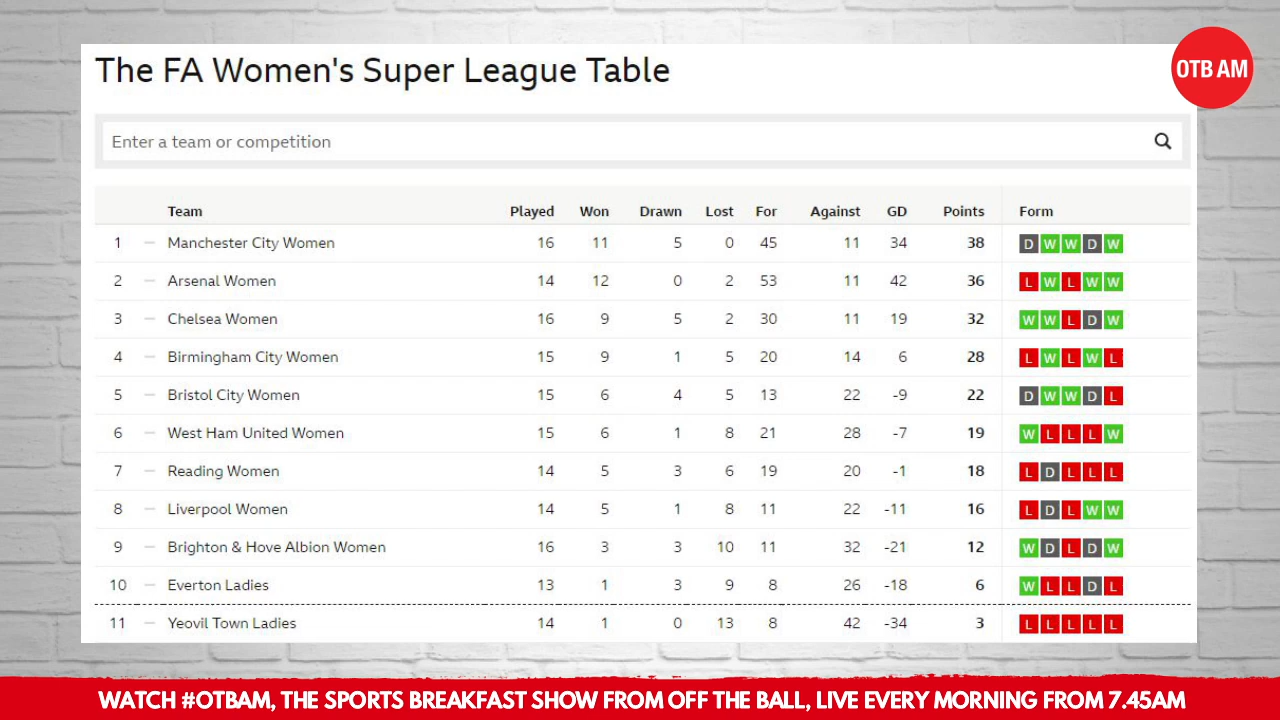 OTB AM
The FA Women's Super League Table
Enter a team or competition
Team Played Won Drawn Lost For Against GD Points Form
1 Manchester City Women 16 11 5 0 45 11 34 38 D W W D W
2 Arsenal Women 14 12 0 2 53 11 42 36 L W L W W
3 Chelsea Women 16 9 5 2 30 11 19 32 W W L D W
4 Birmingham City Women 15 9 1 5 20 14 6 28 L W L W L
5 Bristol City Women 15 6 4 5 13 22 -9 22 D W W D L
6 West Ham United Women 15 6 1 8 21 28 -7 19 W L L L W
7 Reading Women 14 5 3 6 19 20 -1 18 L D L L L
8 Liverpool Women 14 5 1 8 11 22 -11 16 L D L W W
9 Brighton & Hove Albion Women 16 3 3 10 11 32 -21 12 W D L D W
10 Everton Ladies 13 1 3 9 8 26 -18 6 W L L D L
11 Yeovil Town Ladies 14 1 0 13 8 42 -34 3 L L L L L
WATCH #OTBAM, THE SPORTS BREAKFAST SHOW FROM OFF THE BALL, LIVE EVERY MORNING FROM 7.45AM